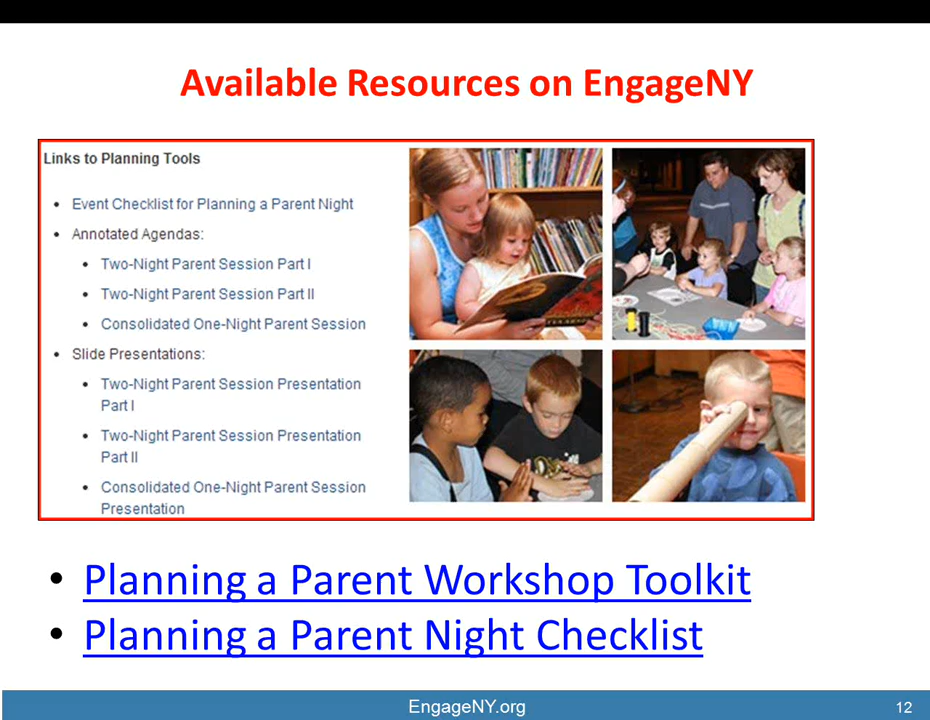 Available Resources on EngageNY
Links to Planning Tools
• Event Checklist for Planning a Parent Night
• Annotated Agendas:
• Two-Night Parent Session Part I
• Two-Night Parent Session Part II
• Consolidated One-Night Parent Session
• Slide Presentations:
• Two-Night Parent Session Presentation
Part I
• Two-Night Parent Session Presentation
Part II
• Consolidated One-Night Parent Session
Presentation
• Planning a Parent Workshop Toolkit
• Planning a Parent Night Checklist
EngageNY.org
12